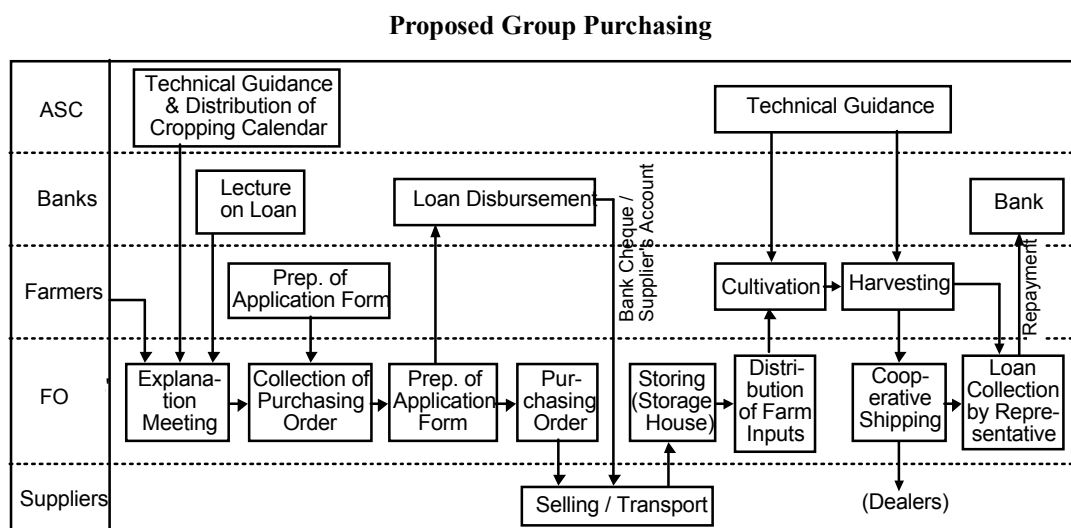 Proposed Group Purchasing
ASC
Technical Guidance
& Distribution of
Cropping Calendar
Technical Guidance
Banks
Lecture
on Loan
Loan Disbursement
Bank Cheque /
Supplier's Account
Bank
Farmers
Prep. of
Application Form
Cultivation
Harvesting
Repayment
FO
Explana-
tion
Meeting
Collection of
Purchasing
Order
Prep. of
Application
Form
Pur-
chasing
Order
Storing
(Storage
House)
Distri-
bution
of Farm
Inputs
Coop-
erative
Shipping
Loan
Collection
by Repre-
sentative
Suppliers
Selling / Transport
(Dealers)